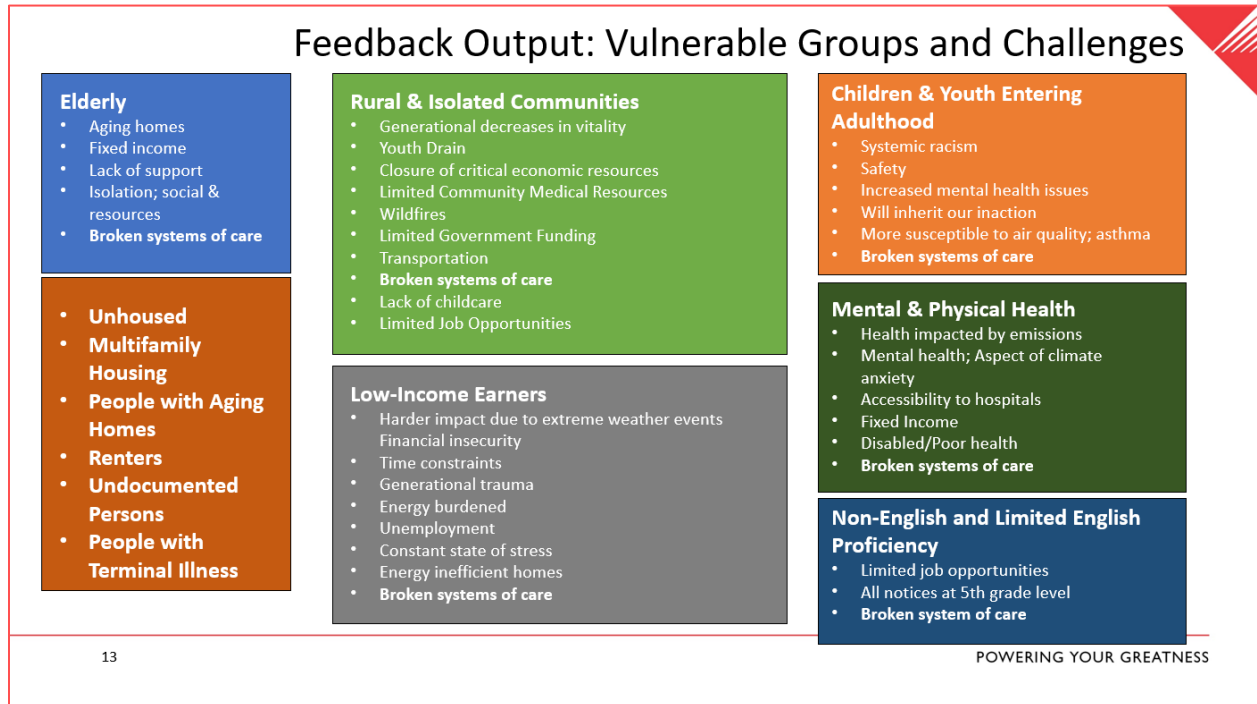 Feedback Output: Vulnerable Groups and Challenges
Elderly
• Aging homes
• Fixed income
• Lack of support
• Isolation; social &
resources
• Broken systems of care
• Unhoused
• Multifamily
Housing
• People with Aging
Homes
• Renters
• Undocumented
Persons
• People with
Terminal Illness
Rural & Isolated Communities
• Generational decreases in vitality
• Youth Drain
• Closure of critical economic resources
• Limited Community Medical Resources
• Wildfires
• Limited Government Funding
• Transportation
• Broken systems of care
• Lack of childcare
• Limited Job Opportunities
Low-Income Earners
• Harder impact due to extreme weather events
Financial insecurity
• Time constraints
• Generational trauma
• Energy burdened
• Unemployment
• Constant state of stress
• Energy inefficient homes
• Broken systems of care
Children & Youth Entering
Adulthood
• Systemic racism
• Safety
• Increased mental health issues
• Will inherit our inaction
• More susceptible to air quality; asthma
• Broken systems of care
Mental & Physical Health
• Health impacted by emissions
• Mental health; Aspect of climate
anxiety
• Accessibility to hospitals
• Fixed Income
• Disabled/Poor health
• Broken systems of care
Non-English and Limited English
Proficiency
• Limited job opportunities
• All notices at 5th grade level
• Broken system of care
13
POWERING YOUR GREATNESS